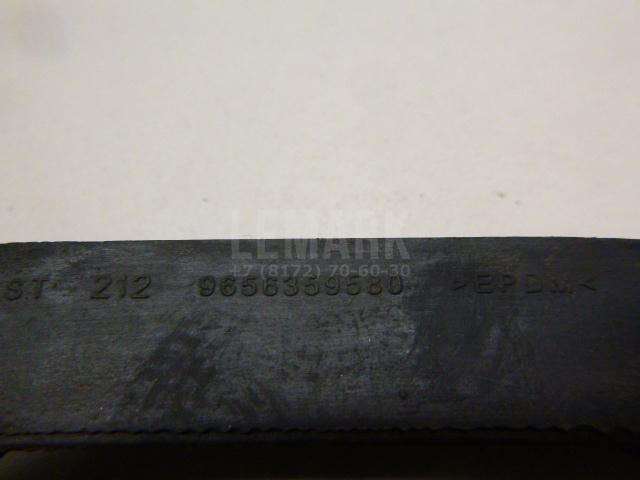 LEMARK
+7 (8172) 70-60-30
ST 212 9656359580 >EPDM<